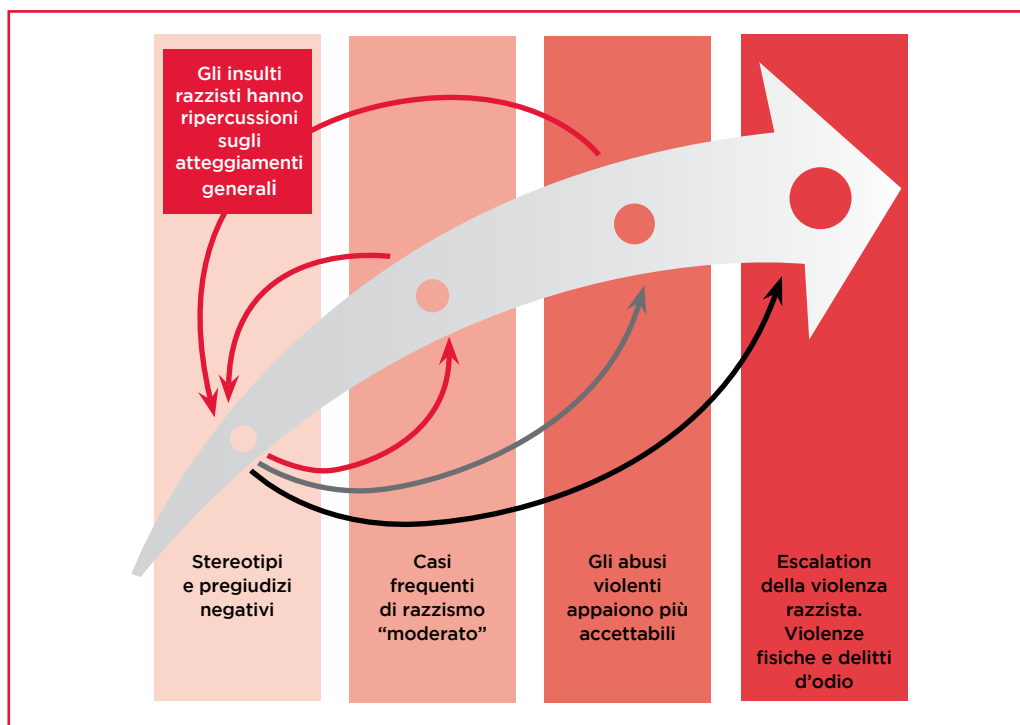 Gli insulti
razzisti hanno
ripercussioni
sugli
atteggiamenti
generali
Stereotipi
e pregiudizi
negativi
Casi
frequenti
di razzismo
“moderato”
Gli abusi
violenti
appaiono più
accettabili
Escalation
della violenza
razzista.
Violenze
fisiche e delitti
d’odio